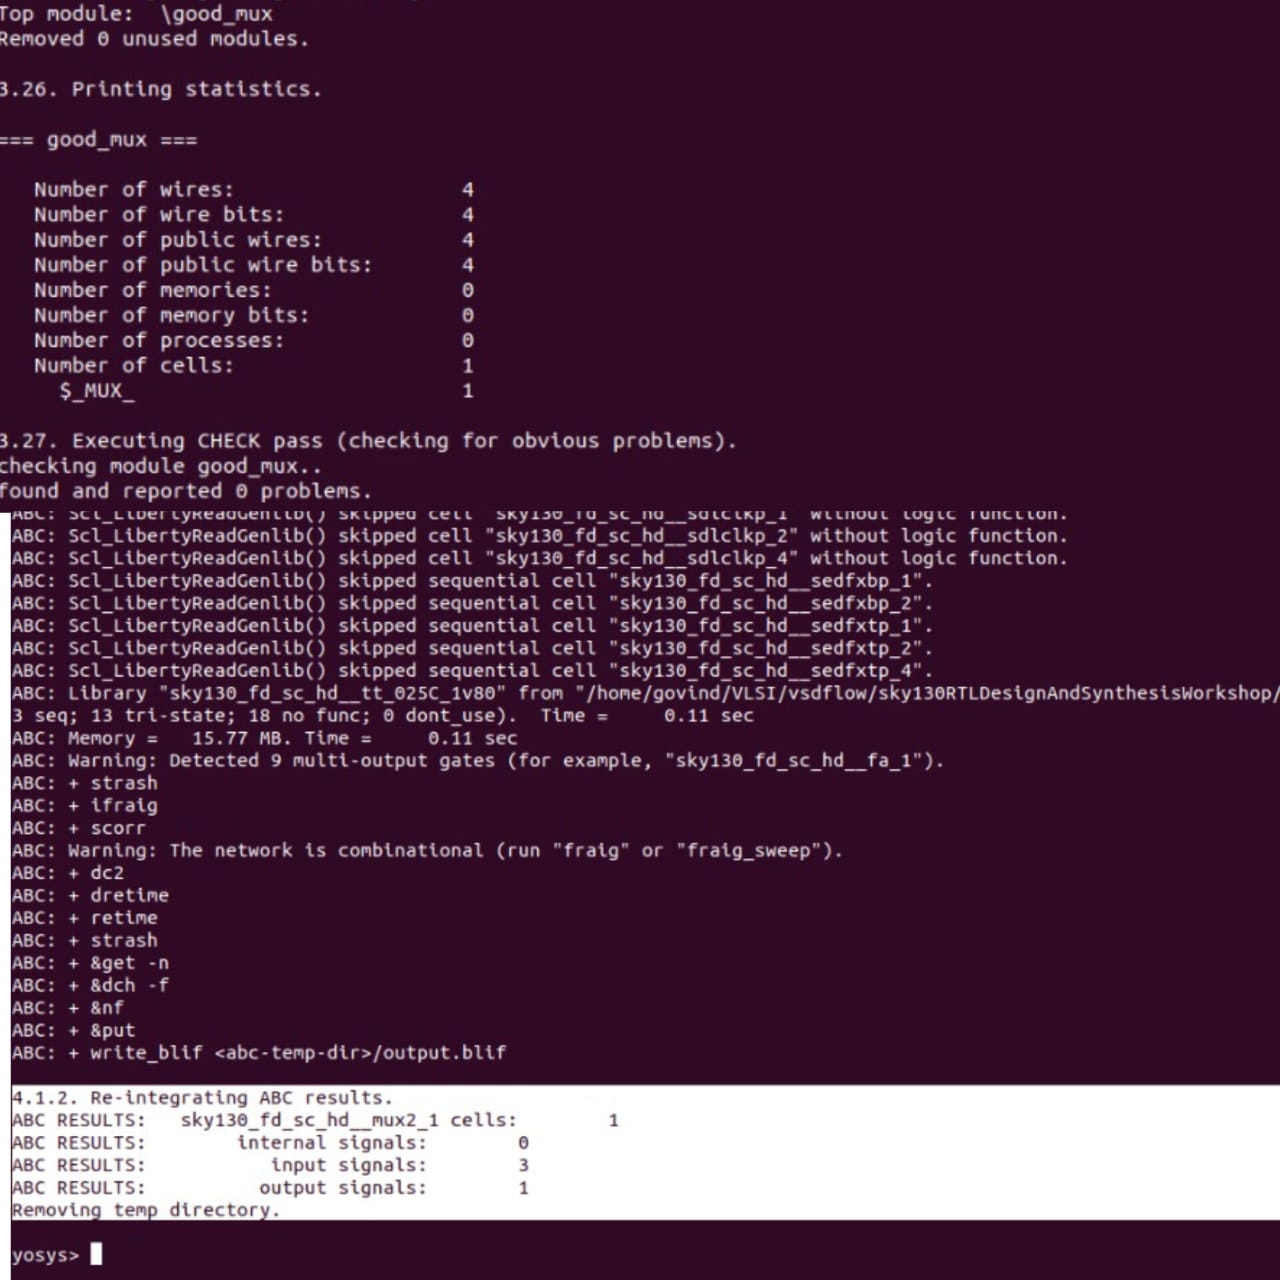 Top module:  \good_mux
Removed 0 unused modules.
3.26. Printing statistics.
=== good_mux ===
Number of wires: 4
Number of wire bits: 4
Number of public wires: 4
Number of public wire bits: 4
Number of memories: 0
Number of memory bits: 0
Number of processes: 0
Number of cells: 1
$_MUX_ 1
3.27. Executing CHECK pass (checking for obvious problems).
checking module good_mux..
found and reported 0 problems.
ABC: Scl_LibertyReadGenlib() skipped cell "sky130_fd_sc_hd__sdlclkp_1" without logic function.
ABC: Scl_LibertyReadGenlib() skipped cell "sky130_fd_sc_hd__sdlclkp_2" without logic function.
ABC: Scl_LibertyReadGenlib() skipped cell "sky130_fd_sc_hd__sdlclkp_4" without logic function.
ABC: Scl_LibertyReadGenlib() skipped sequential cell "sky130_fd_sc_hd__sedfxbp_1".
ABC: Scl_LibertyReadGenlib() skipped sequential cell "sky130_fd_sc_hd__sedfxbp_2".
ABC: Scl_LibertyReadGenlib() skipped sequential cell "sky130_fd_sc_hd__sedfxtp_1".
ABC: Scl_LibertyReadGenlib() skipped sequential cell "sky130_fd_sc_hd__sedfxtp_2".
ABC: Scl_LibertyReadGenlib() skipped sequential cell "sky130_fd_sc_hd__sedfxtp_4".
ABC: Library "sky130_fd_sc_hd__tt_025C_1v80" from "/home/govind/VLSI/vsdflow/sky130RTLDesignAndSynthesisWorkshop/
3 seq; 13 tri-state; 18 no func; 0 dont_use).  Time =     0.11 sec
ABC: Memory =   15.77 MB. Time =     0.11 sec
ABC: Warning: Detected 9 multi-output gates (for example, "sky130_fd_sc_hd__fa_1").
ABC: + strash
ABC: + ifraig
ABC: + scorr
ABC: Warning: The network is combinational (run "fraig" or "fraig_sweep").
ABC: + dc2
ABC: + dretime
ABC: + retime
ABC: + strash
ABC: + &get -n
ABC: + &dch -f
ABC: + &nf
ABC: + &put
ABC: + write_blif <abc-temp-dir>/output.blif
4.1.2. Re-integrating ABC results.
ABC RESULTS:   sky130_fd_sc_hd__mux2_1 cells:        1
ABC RESULTS:        internal signals:        0
ABC RESULTS:           input signals:        3
ABC RESULTS:          output signals:        1
Removing temp directory.
yosys>